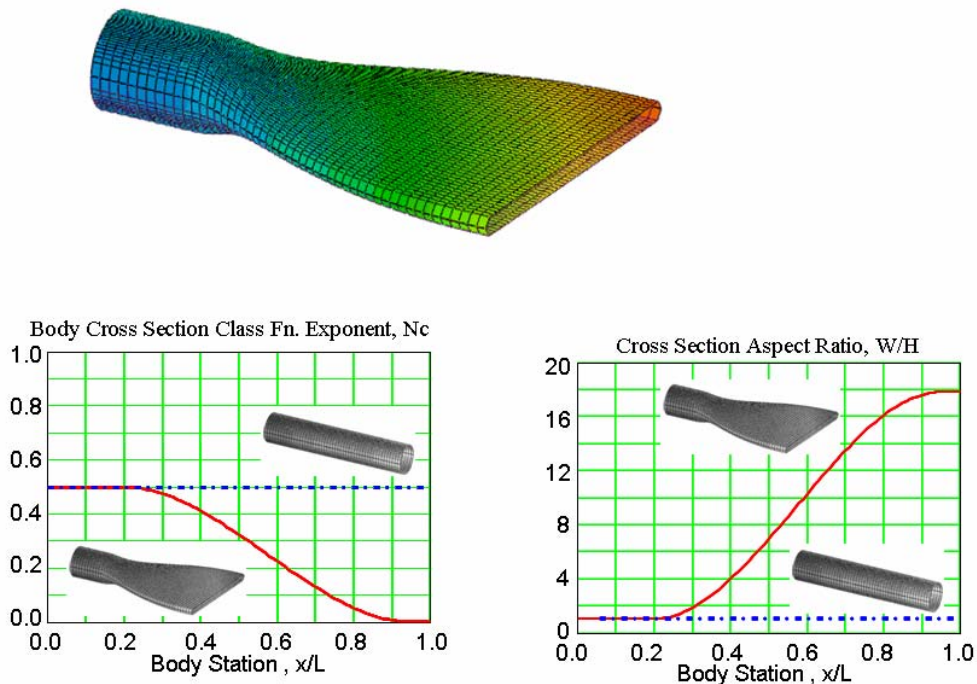 Body Cross Section Class Fn. Exponent, Nc
1.0
0.8
0.6
0.4
0.2
0.0
0.0 0.2 0.4 0.6 0.8 1.0
Body Station , x/L
Cross Section Aspect Ratio, W/H
20
16
12
8
4
0
0.0 0.2 0.4 0.6 0.8 1.0
Body Station , x/L